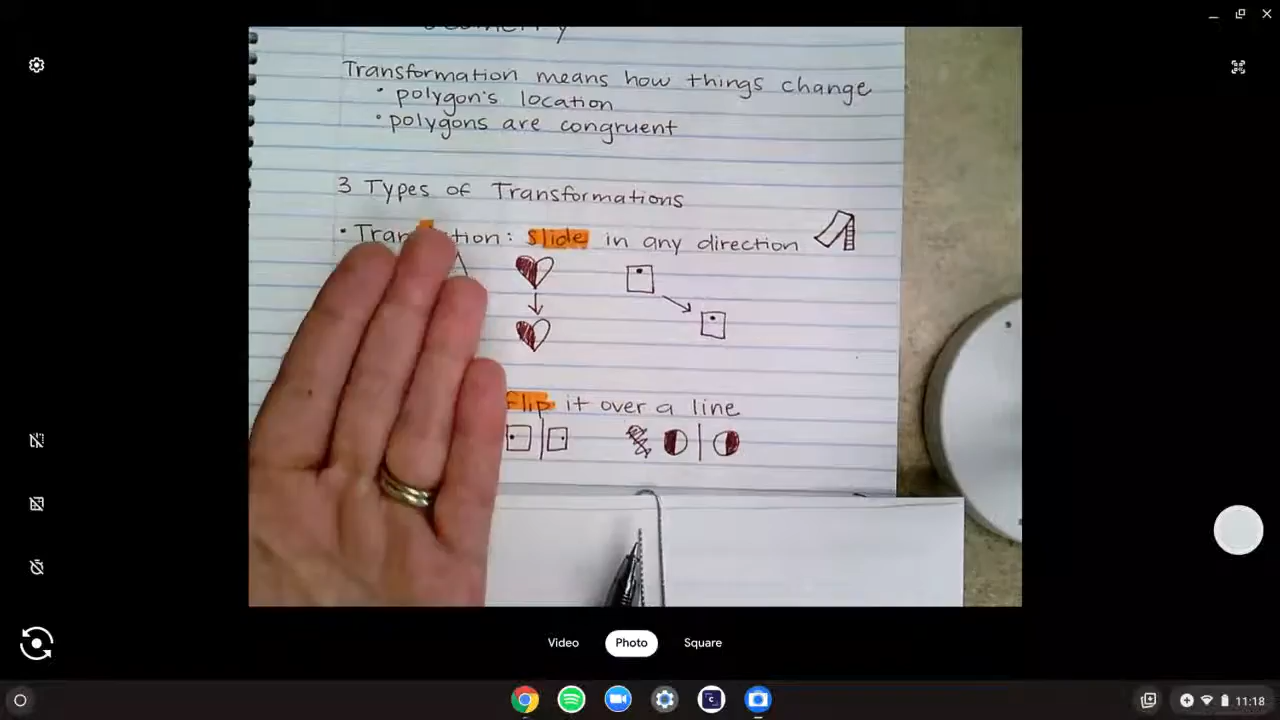 Transformation means how things change
• polygon's location
• polygons are congruent
3 Types of Transformations
slide in any direction
flip it over a line
Video Photo Square
11:18